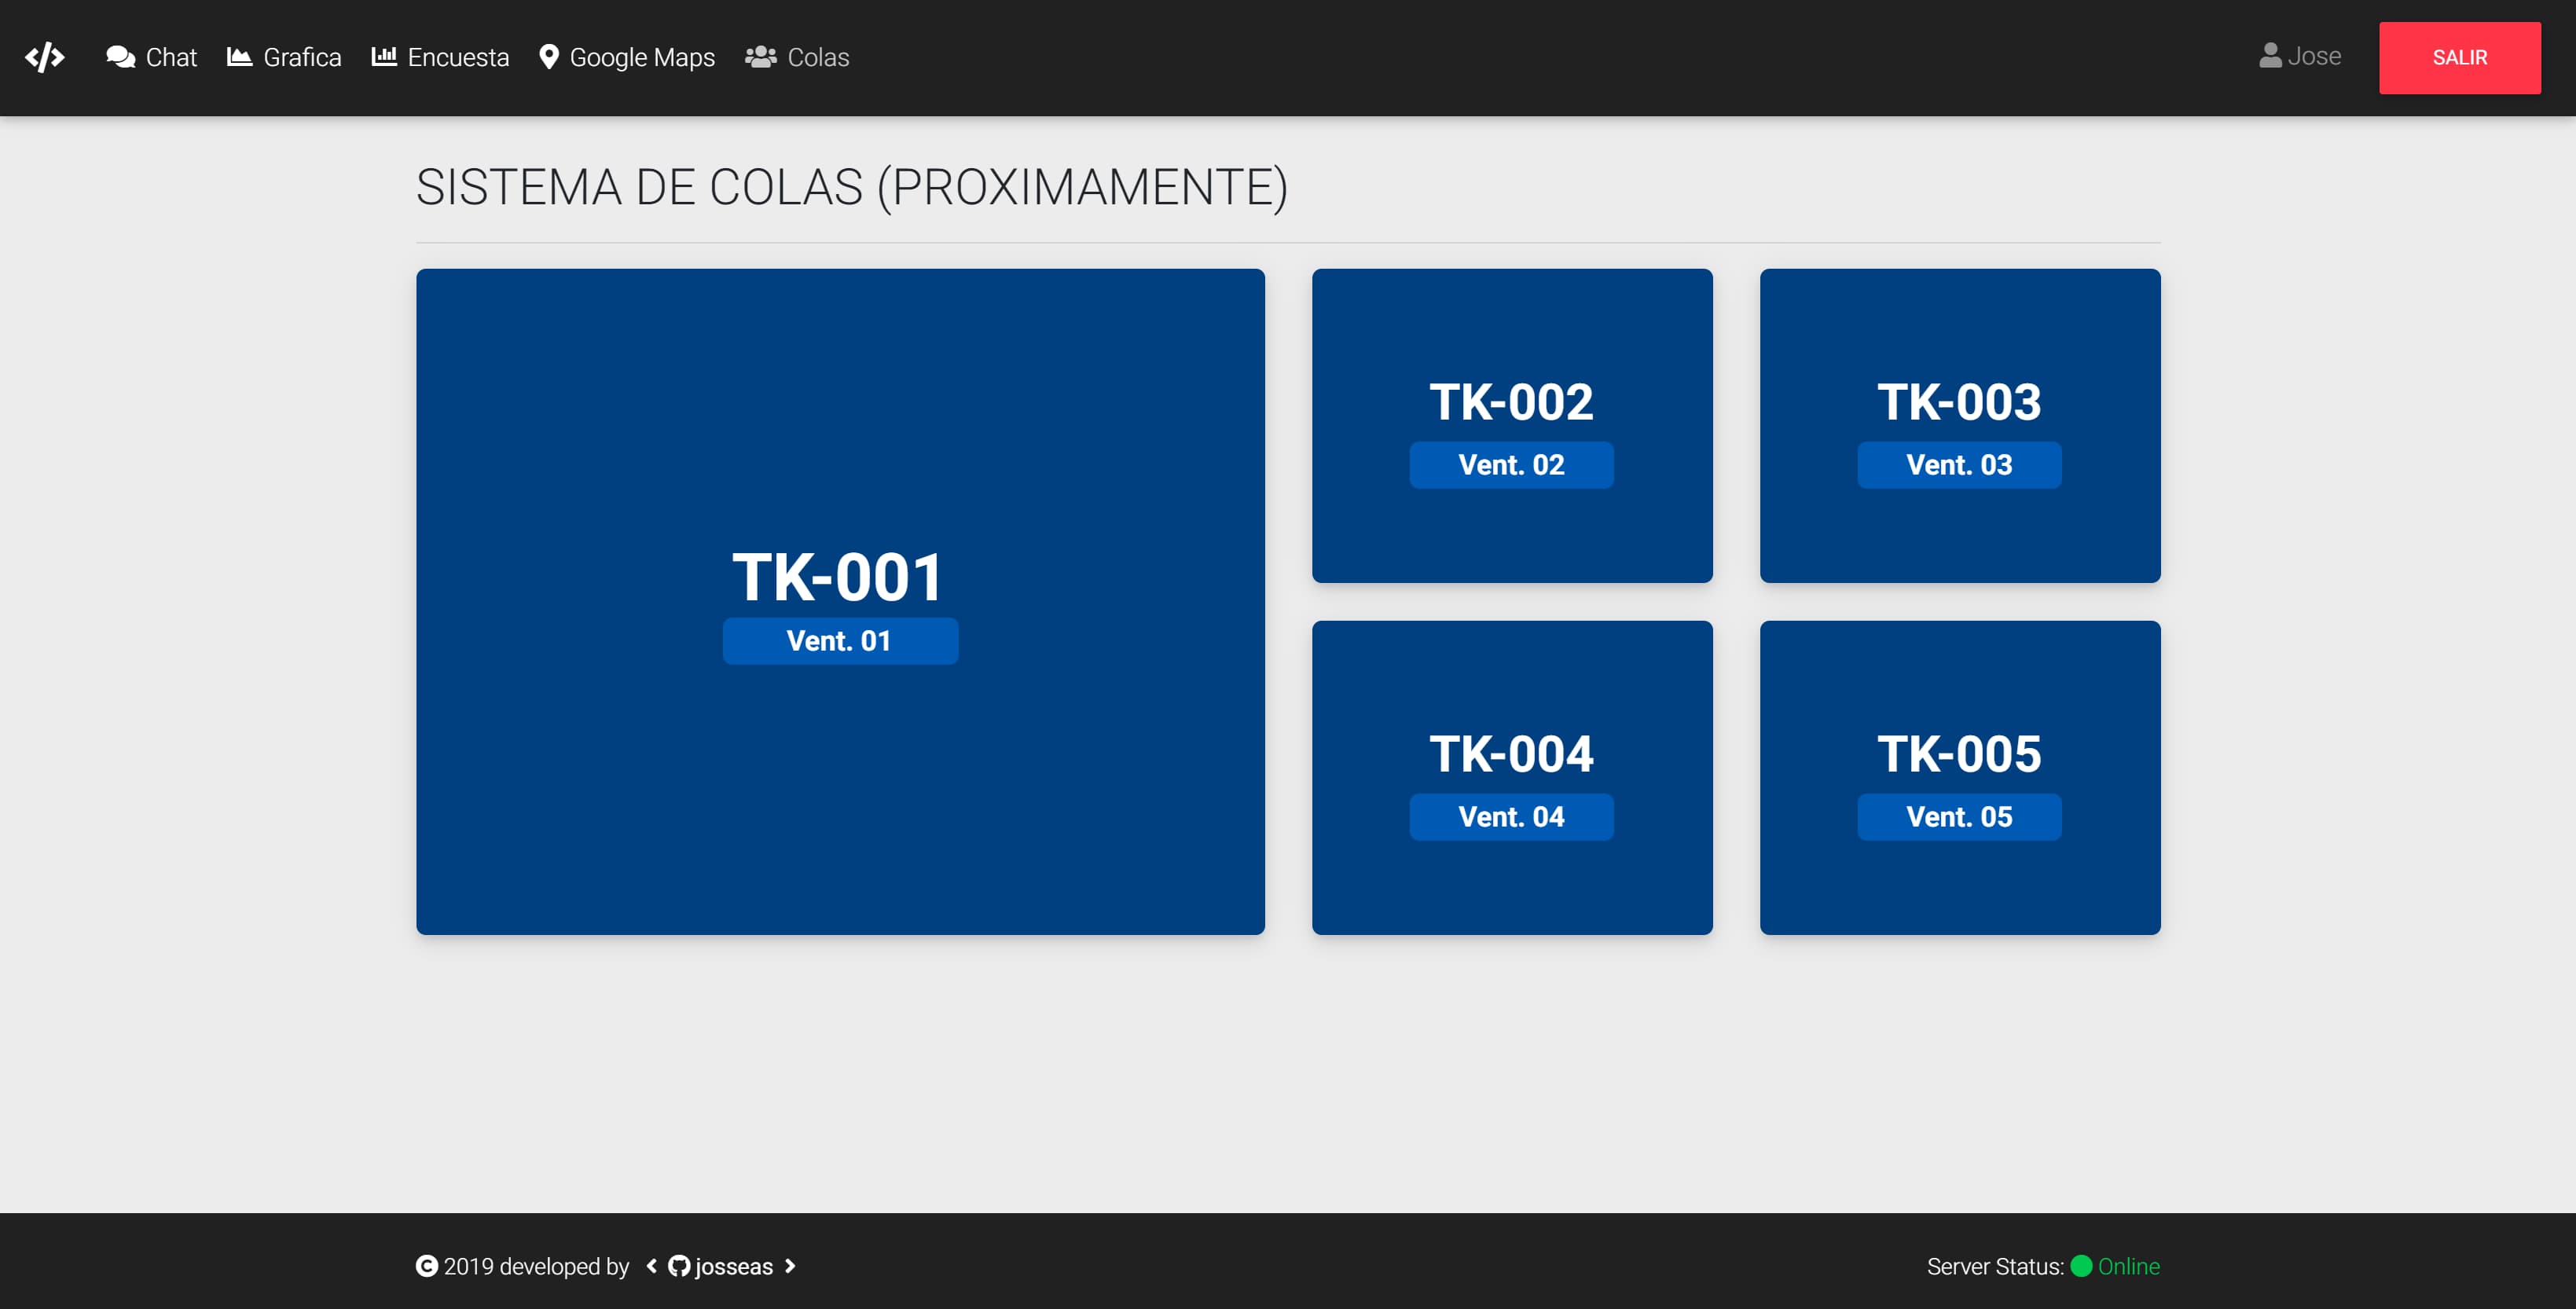 Chat Grafica Encuesta Google Maps Colas Jose SALIR
SISTEMA DE COLAS (PROXIMAMENTE)
TK-001
Vent. 01
TK-002
Vent. 02
TK-003
Vent. 03
TK-004
Vent. 04
TK-005
Vent. 05
© 2019 developed by < josseas >
Server Status: Online